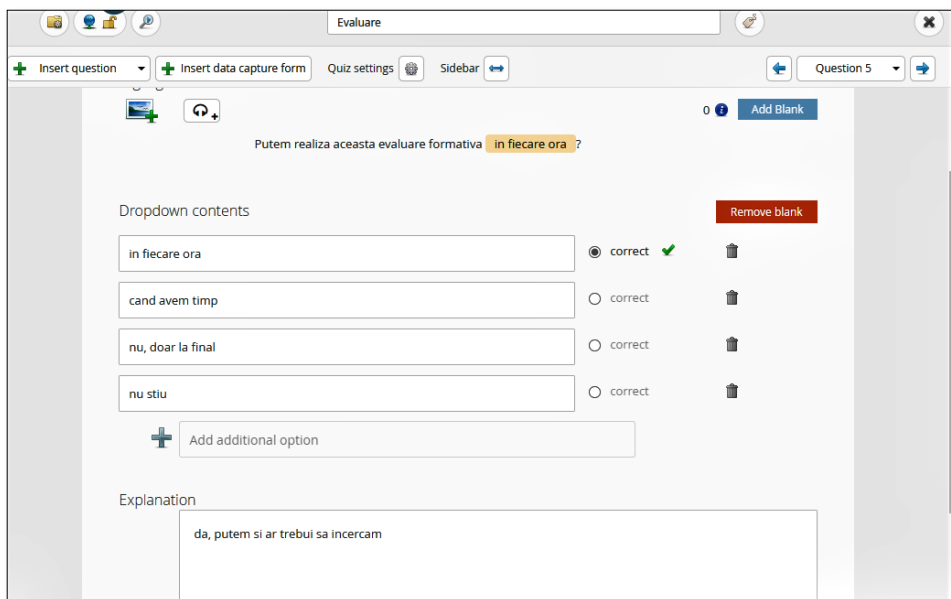 Evaluare
Insert question
Insert data capture form
Quiz settings
Sidebar
Question 5
0
Add Blank
Putem realiza aceasta evaluare formativa in fiecare ora ?
Dropdown contents
Remove blank
in fiecare ora
correct
cand avem timp
correct
nu, doar la final
correct
nu stiu
correct
Add additional option
Explanation
da, putem si ar trebui sa incercam